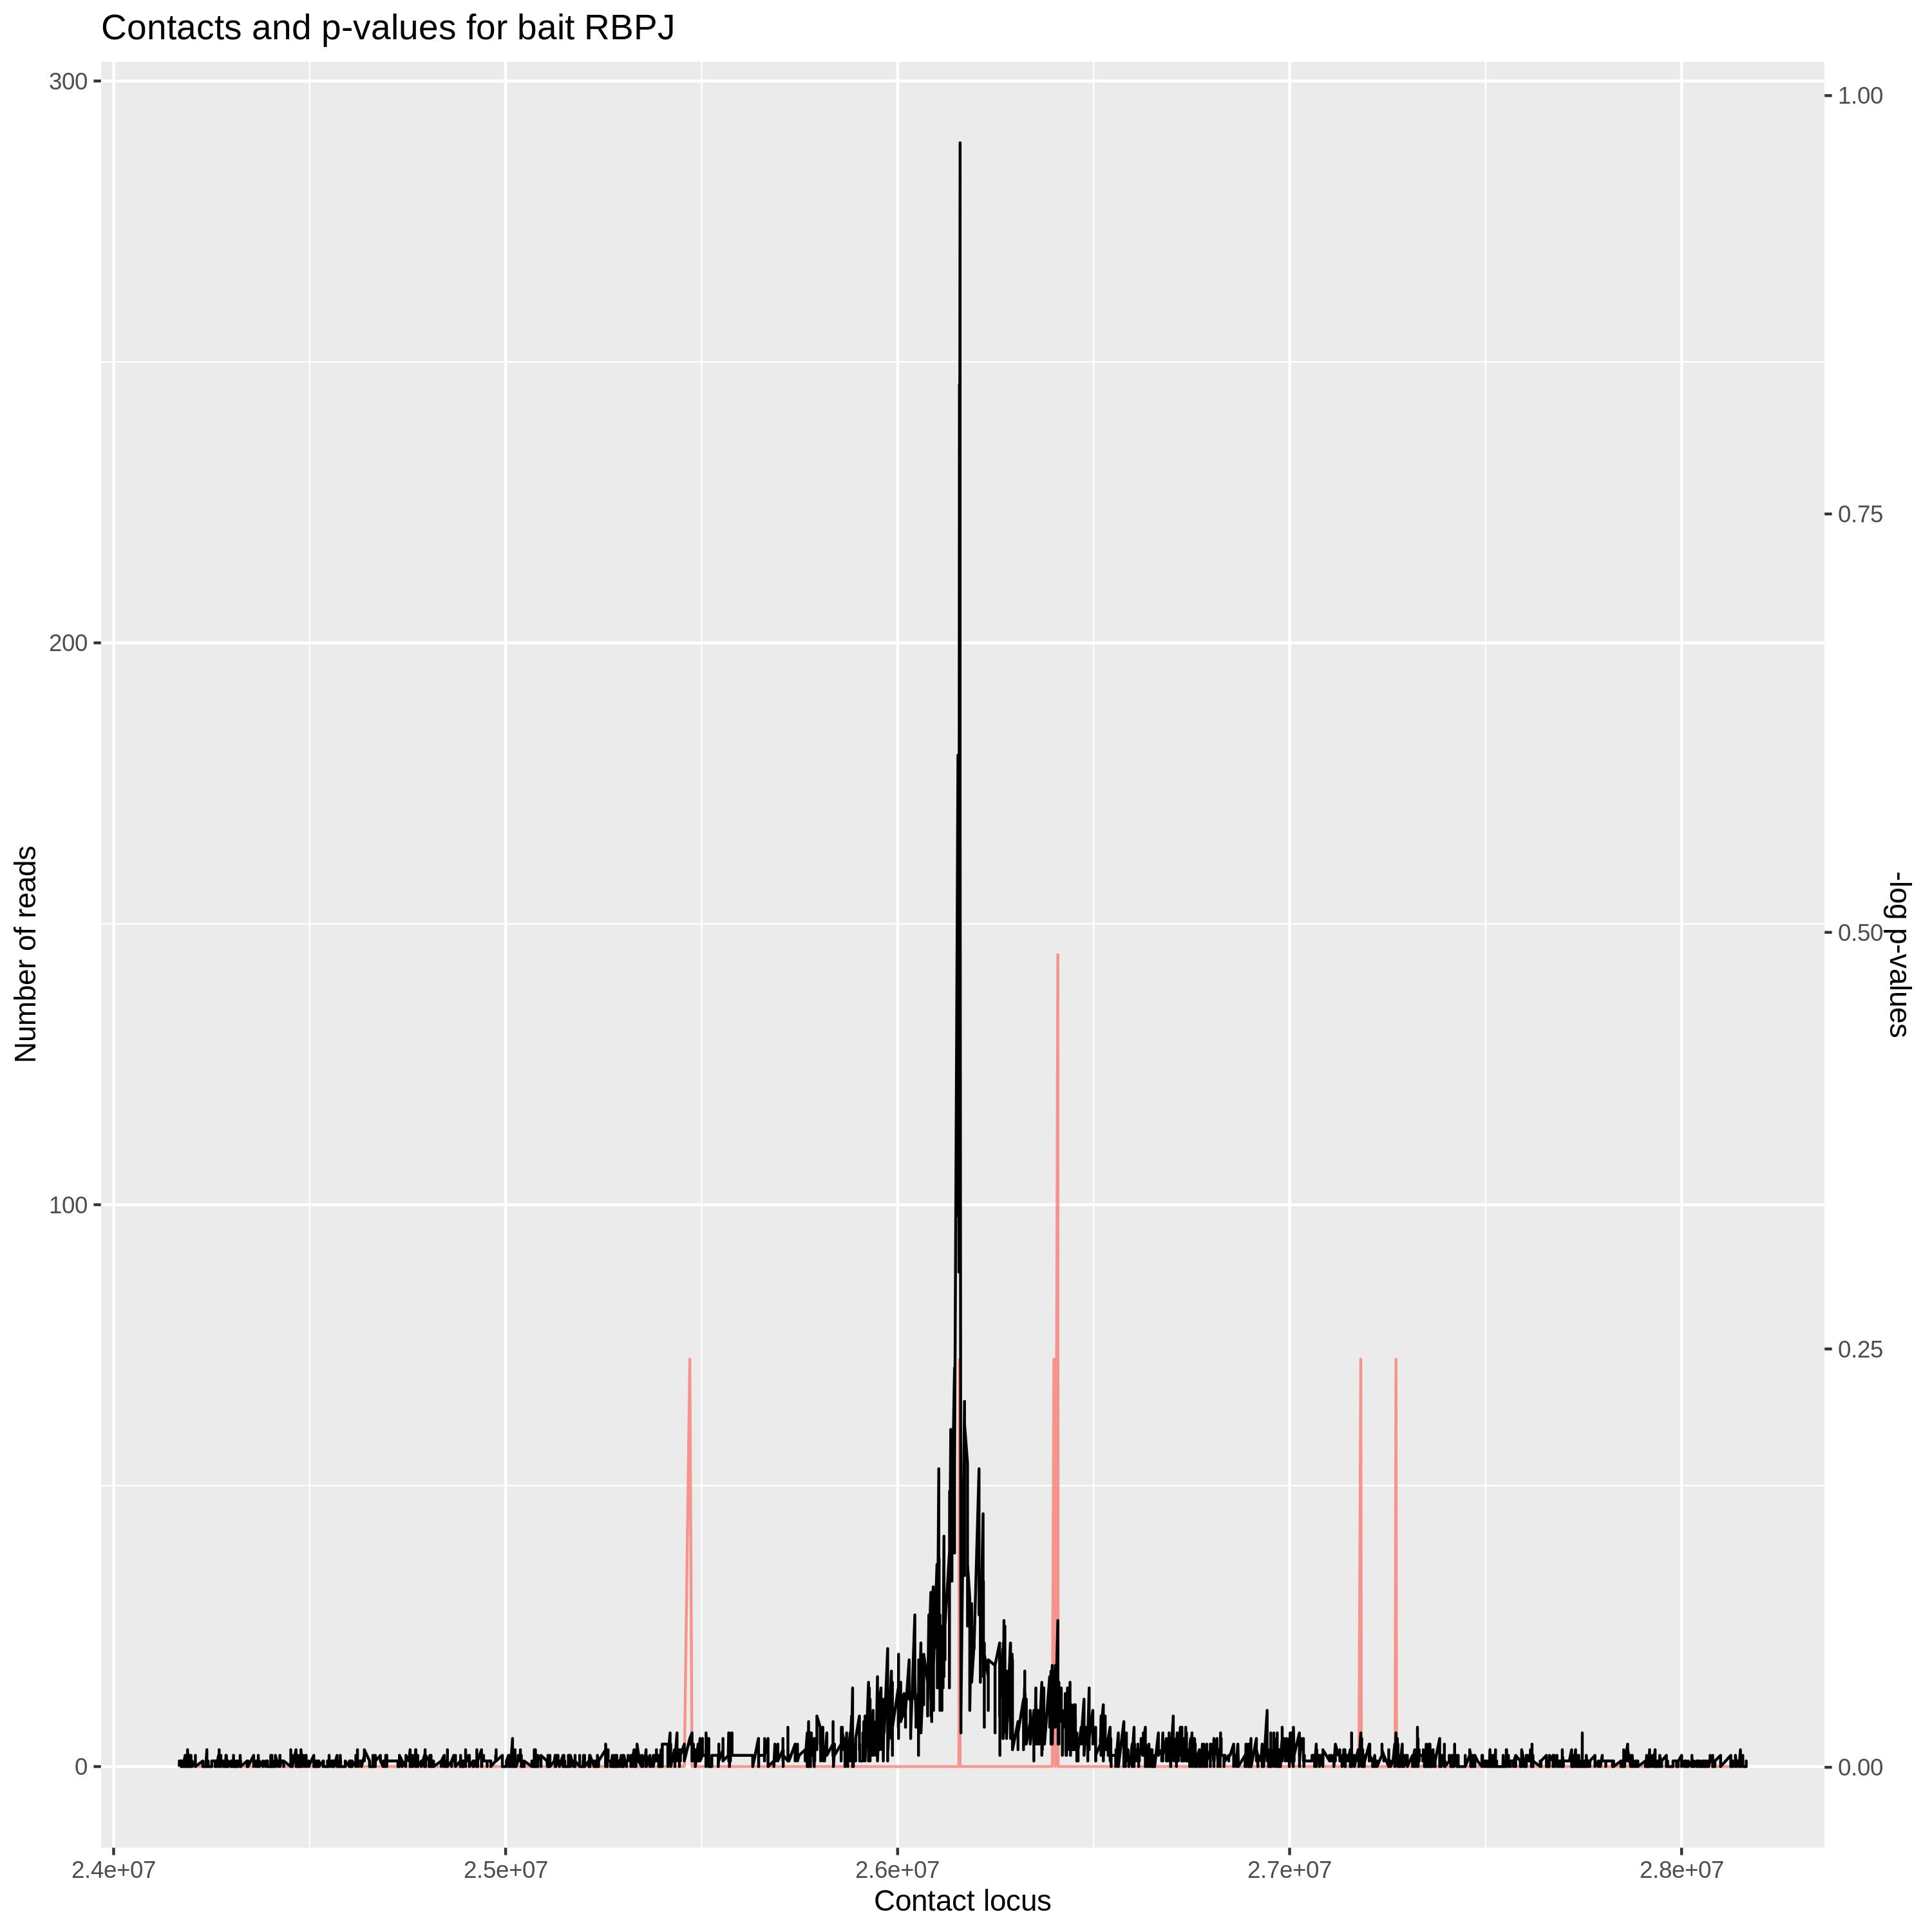 Contacts and p-values for bait RBPJ
300
200
100
0
Number of reads
1.00
0.75
0.50
0.25
0.00
-log p-values
2.4e+07 2.5e+07 2.6e+07 2.7e+07 2.8e+07
Contact locus